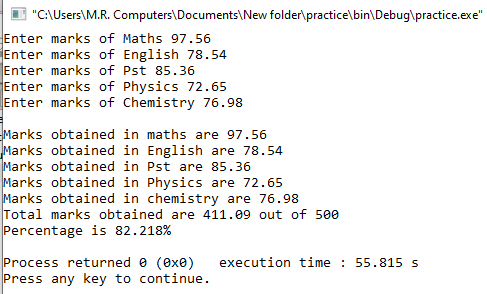 "C:\Users\M.R. Computers\Documents\New folder\practice\bin\Debug\practice.exe"
Enter marks of Maths 97.56
Enter marks of English 78.54
Enter marks of Pst 85.36
Enter marks of Physics 72.65
Enter marks of Chemistry 76.98
Marks obtained in maths are 97.56
Marks obtained in English are 78.54
Marks obtained in Pst are 85.36
Marks obtained in Physics are 72.65
Marks obtained in chemistry are 76.98
Total marks obtained are 411.09 out of 500
Percentage is 82.218%
Process returned 0 (0x0)   execution time : 55.815 s
Press any key to continue.